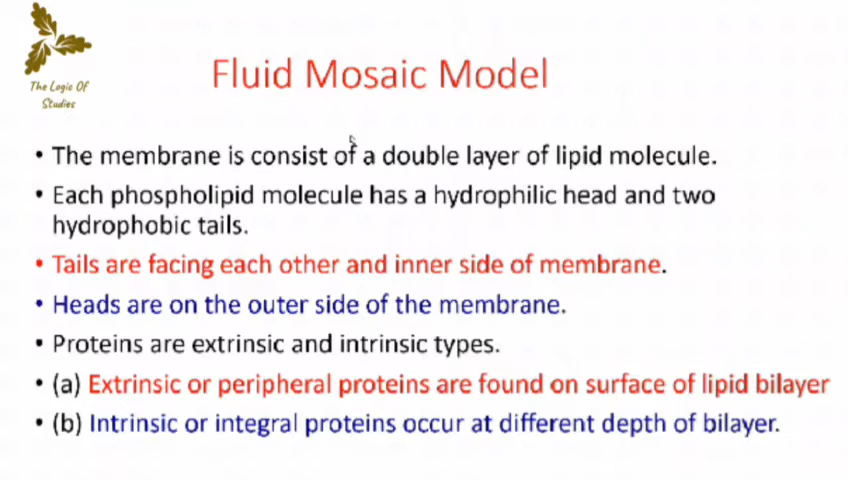 The Logic Of
Studies
Fluid Mosaic Model
• The membrane is consist of a double layer of lipid molecule.
• Each phospholipid molecule has a hydrophilic head and two
hydrophobic tails.
• Tails are facing each other and inner side of membrane.
• Heads are on the outer side of the membrane.
• Proteins are extrinsic and intrinsic types.
• (a) Extrinsic or peripheral proteins are found on surface of lipid bilayer
• (b) Intrinsic or integral proteins occur at different depth of bilayer.